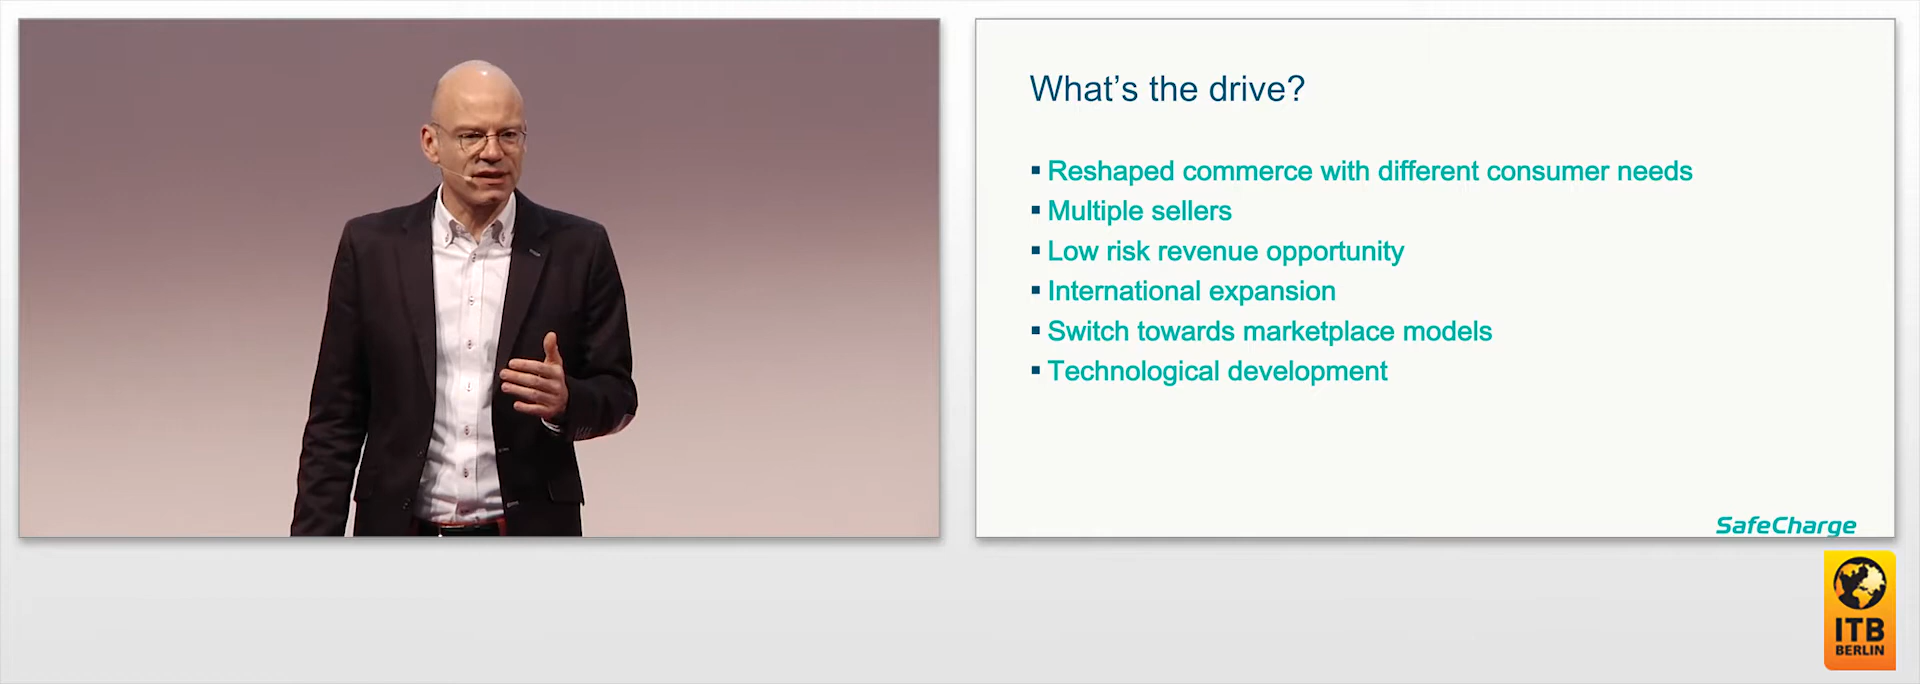 What's the drive?
Reshaped commerce with different consumer needs
Multiple sellers
Low risk revenue opportunity
International expansion
Switch towards marketplace models
Technological development
SafeCharge
ITB
BERLIN